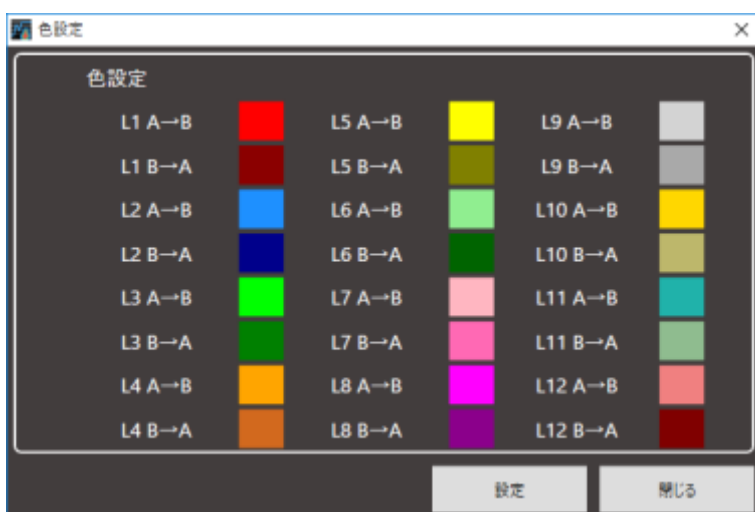 色設定
色設定
L1 A→B L5 A→B L9 A→B
L1 B→A L5 B→A L9 B→A
L2 A→B L6 A→B L10 A→B
L2 B→A L6 B→A L10 B→A
L3 A→B L7 A→B L11 A→B
L3 B→A L7 B→A L11 B→A
L4 A→B L8 A→B L12 A→B
L4 B→A L8 B→A L12 B→A
設定 閉じる